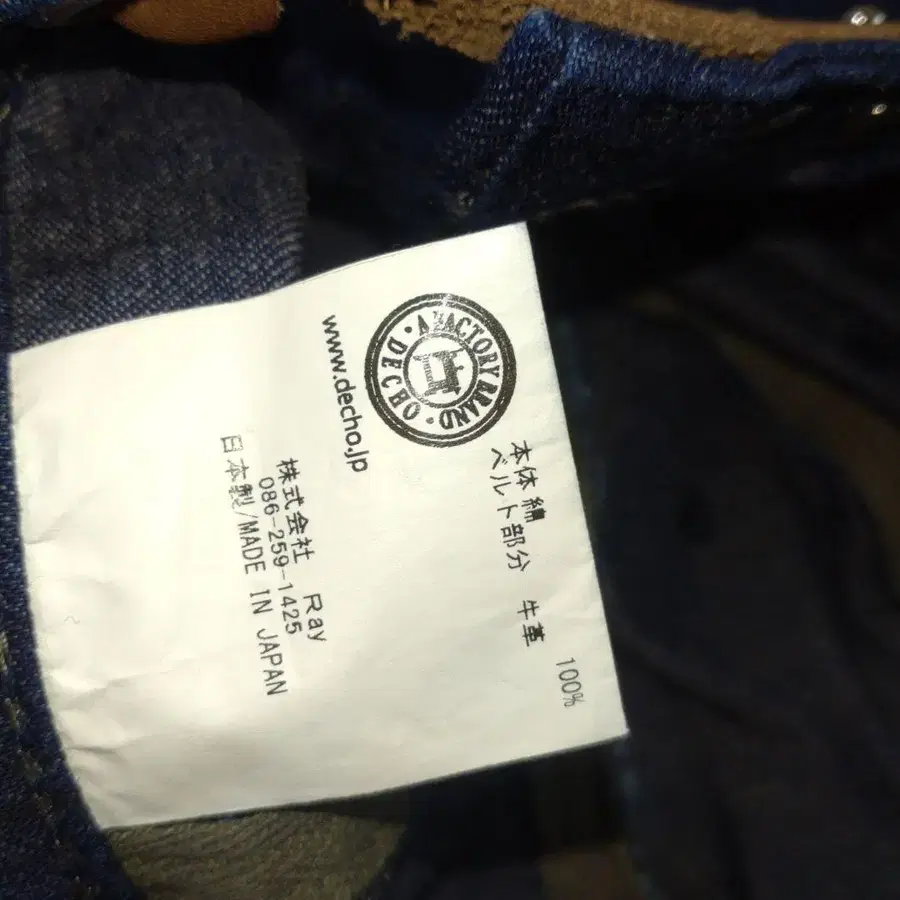 本体 綿 100%
ベルト部分 牛革
A FACTORY BRAND
・DECHO・
www.decho.jp
株式会社 Ray
086-259-1425
日本製/MADE IN JAPAN